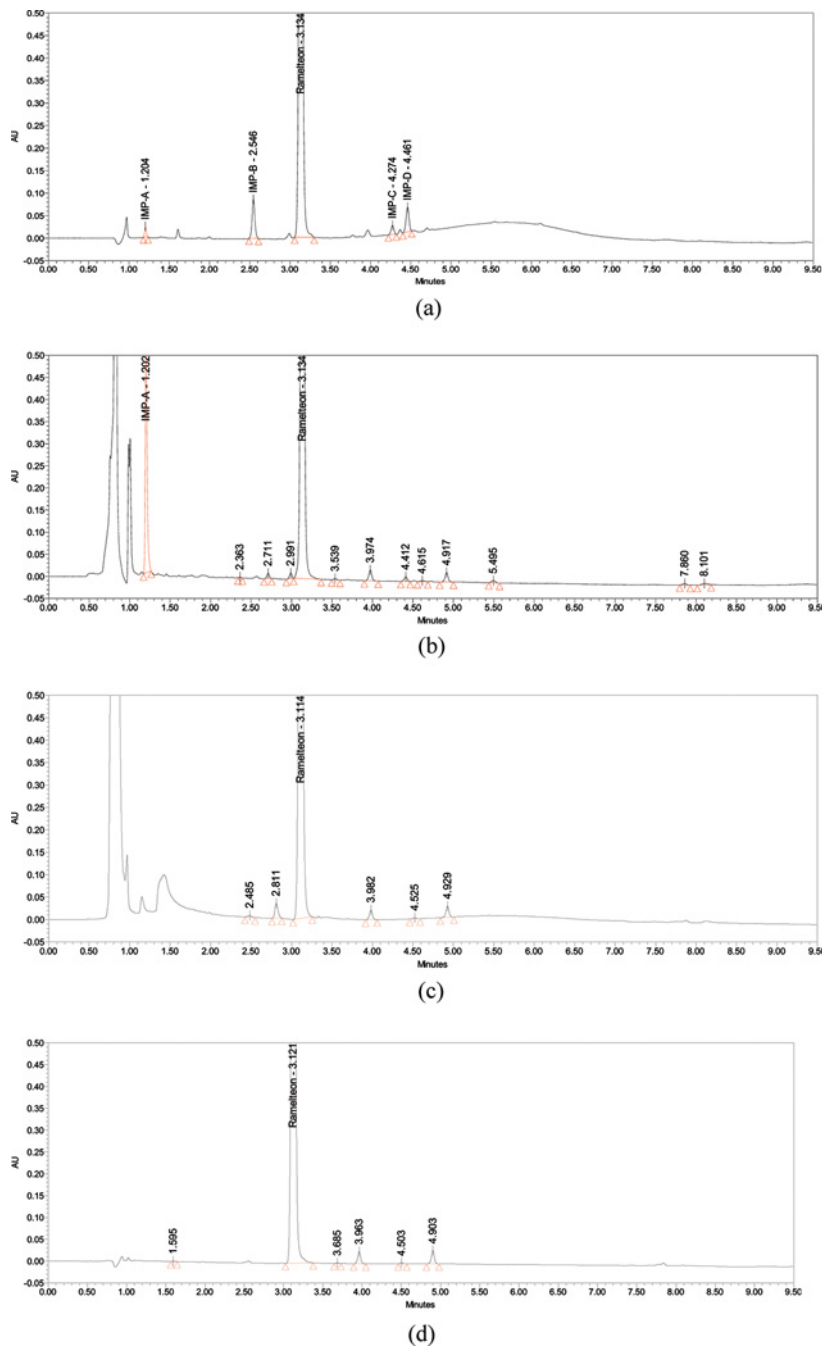 0.50
0.45
0.40
0.35
0.30
0.25
0.20
0.15
0.10
0.05
0.00
-0.05
AU
IMP-A - 1.204
IMP-B - 2.546
Ramelteon - 3.134
IMP-C - 4.274
IMP-D - 4.461
0.00 0.50 1.00 1.50 2.00 2.50 3.00 3.50 4.00 4.50 5.00 5.50 6.00 6.50 7.00 7.50 8.00 8.50 9.00 9.50
Minutes
(a)
0.50
0.45
0.40
0.35
0.30
0.25
0.20
0.15
0.10
0.05
0.00
-0.05
AU
IMP-A - 1.202
2.363
2.711
2.991
Ramelteon - 3.134
3.539
3.974
4.412
4.615
4.917
5.495
7.860
8.101
0.00 0.50 1.00 1.50 2.00 2.50 3.00 3.50 4.00 4.50 5.00 5.50 6.00 6.50 7.00 7.50 8.00 8.50 9.00 9.50
Minutes
(b)
0.50
0.45
0.40
0.35
0.30
0.25
0.20
0.15
0.10
0.05
0.00
-0.05
AU
2.485
2.811
Ramelteon - 3.114
3.982
4.525
4.929
0.00 0.50 1.00 1.50 2.00 2.50 3.00 3.50 4.00 4.50 5.00 5.50 6.00 6.50 7.00 7.50 8.00 8.50 9.00 9.50
Minutes
(c)
0.50
0.45
0.40
0.35
0.30
0.25
0.20
0.15
0.10
0.05
0.00
-0.05
AU
1.595
Ramelteon - 3.121
3.685
3.963
4.503
4.903
0.00 0.50 1.00 1.50 2.00 2.50 3.00 3.50 4.00 4.50 5.00 5.50 6.00 6.50 7.00 7.50 8.00 8.50 9.00 9.50
Minutes
(d)